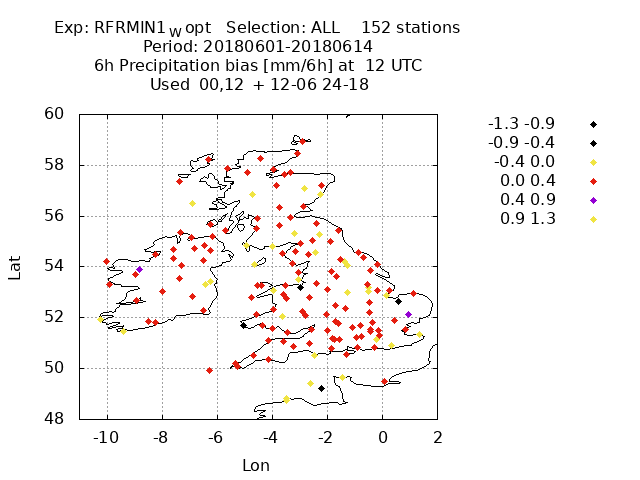 Exp: RFRMIN1 W opt Selection: ALL 152 stations
Period: 20180601-20180614
6h Precipitation bias [mm/6h] at 12 UTC
Used 00,12 + 12-06 24-18
-1.3 -0.9
-0.9 -0.4
-0.4 0.0
0.0 0.4
0.4 0.9
0.9 1.3
60
58
56
54
52
50
48
Lat
-10 -8 -6 -4 -2 0 2
Lon